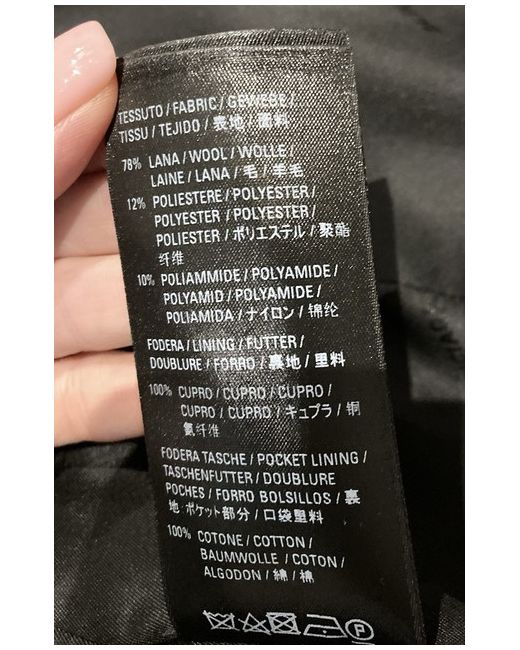 TESSUTO / FABRIC / GEWEBE /
TISSU / TEJIDO / 表地 / 面料
78% LANA / WOOL / WOLLE /
LAINE / LANA / 毛 / 羊毛
12% POLIESTERE / POLYESTER /
POLYESTER / POLYESTER /
POLIESTER / ポリエステル / 聚酯
纤维
10% POLIAMMIDE / POLYAMIDE /
POLYAMID / POLYAMIDE /
POLIAMIDA / ナイロン / 锦纶
FODERA / LINING / FUTTER /
DOUBLURE / FORRO / 裏地 / 里料
100% CUPRO / CUPRO / CUPRO /
CUPRO / CUPRO / キュプラ / 铜
氨纤维
FODERA TASCHE / POCKET LINING /
TASCHENFUTTER / DOUBLURE
POCHES / FORRO BOLSILLOS / 裏
地:ポケット部分 / 口袋里料
100% COTONE / COTTON /
BAUMWOLLE / COTON /
ALGODON / 綿 / 棉
P